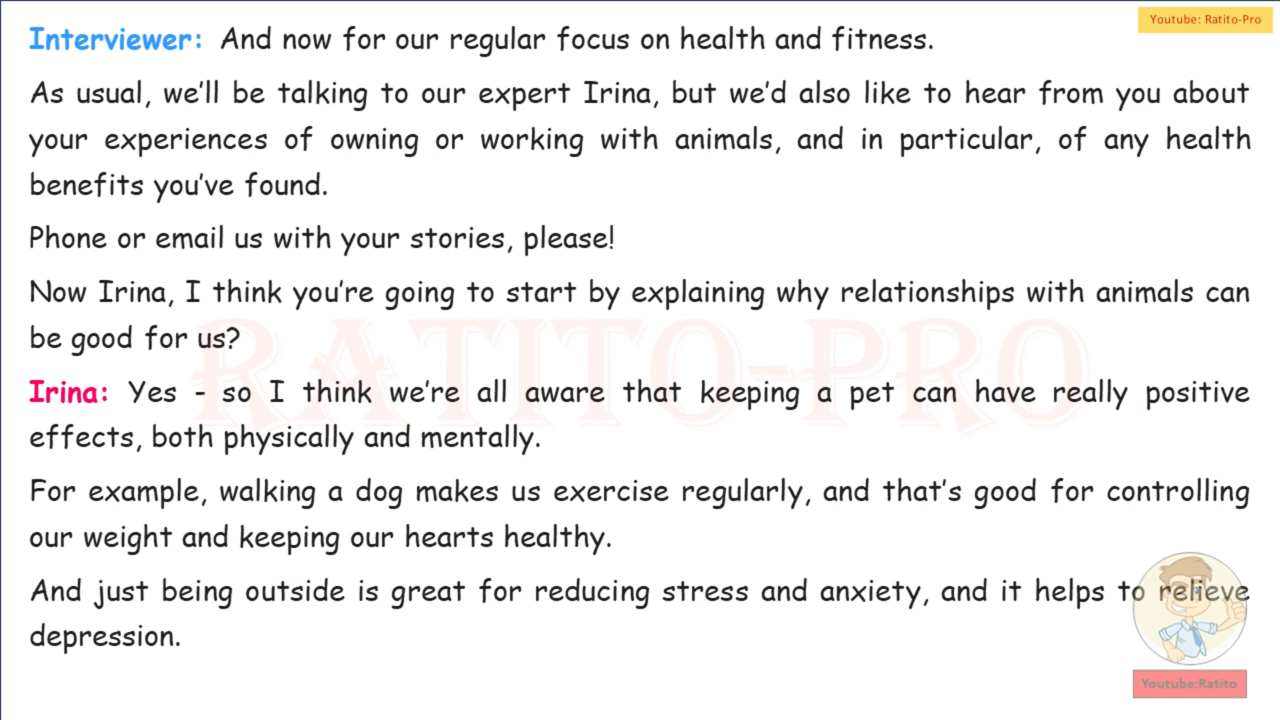 Youtube: Ratito-Pro
Interviewer: And now for our regular focus on health and fitness.
As usual, we'll be talking to our expert Irina, but we'd also like to hear from you about
your experiences of owning or working with animals, and in particular, of any health
benefits you've found.
Phone or email us with your stories, please!
Now Irina, I think you're going to start by explaining why relationships with animals can
be good for us?
RATITO-PRO
Irina: Yes - so I think we're all aware that keeping a pet can have really positive
effects, both physically and mentally.
For example, walking a dog makes us exercise regularly, and that's good for controlling
our weight and keeping our hearts healthy.
And just being outside is great for reducing stress and anxiety, and it helps to relieve
depression.
Youtube:Ratito